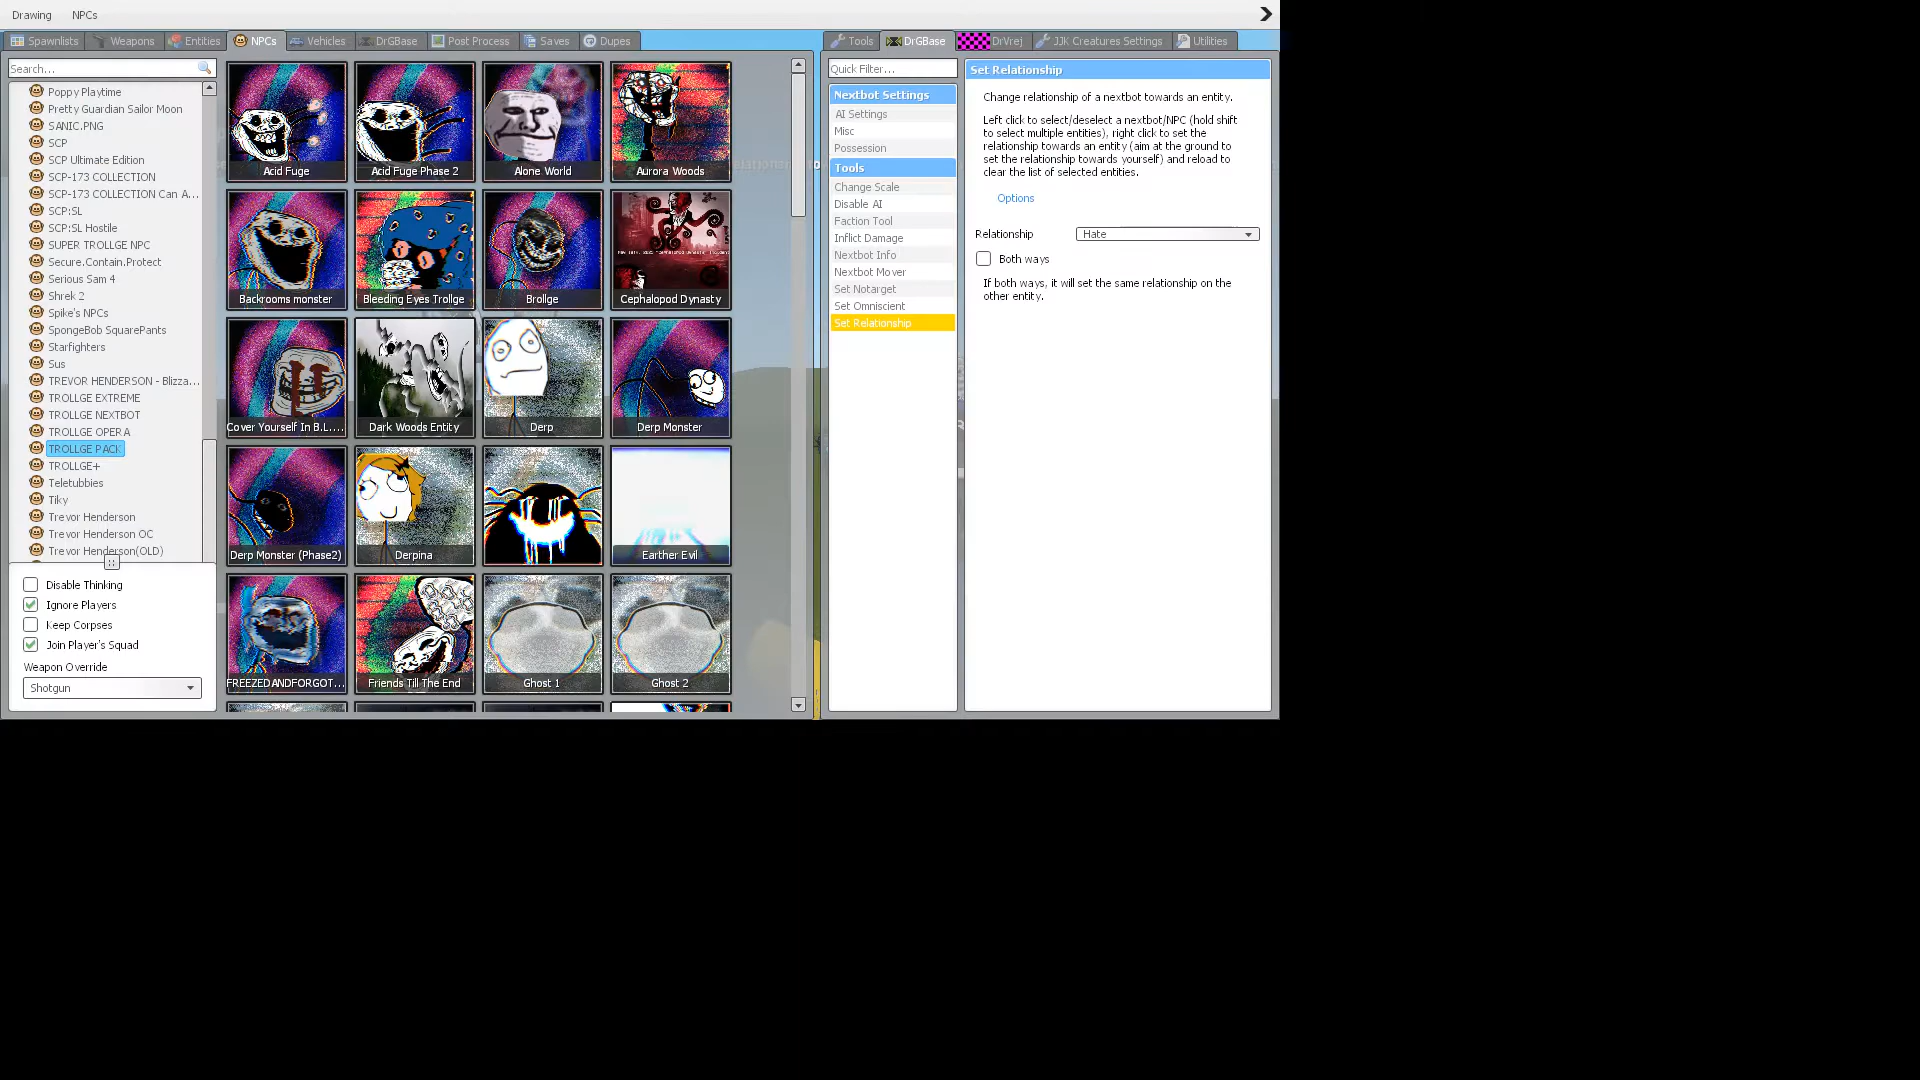 Drawing NPCs
Spawnlists Weapons Entities NPCs Vehicles DrGBase Post Process Saves Dupes
Search...
Poppy Playtime
Pretty Guardian Sailor Moon
SANIC.PNG
SCP
SCP Ultimate Edition
SCP-173 COLLECTION
SCP-173 COLLECTION Can A...
SCP:SL
SCP:SL Hostile
SUPER TROLLGE NPC
Secure.Contain.Protect
Serious Sam 4
Shrek 2
Spike's NPCs
SpongeBob SquarePants
Starfighters
Sus
TREVOR HENDERSON - Blizza...
TROLLGE EXTREME
TROLLGE NEXTBOT
TROLLGE OPERA
TROLLGE PACK
TROLLGE+
Teletubbies
Tiky
Trevor Henderson
Trevor Henderson OC
Trevor Henderson(OLD)
Disable Thinking
Ignore Players
Keep Corpses
Join Player's Squad
Weapon Override
Shotgun
Acid Fuge
Acid Fuge Phase 2
Alone World
Aurora Woods
Backrooms monster
Bleeding Eyes Trollge
Brollge
Cephalopod Dynasty
Cover Yourself In B.L....
Dark Woods Entity
Derp
Derp Monster
Derp Monster (Phase2)
Derpina
Earther Evil
FREEZEDANDFORGOT...
Friends Till The End
Ghost 1
Ghost 2
Tools DrGBase DrVrej JJK Creatures Settings Utilities
Quick Filter...
Nextbot Settings
AI Settings
Misc
Possession
Tools
Change Scale
Disable AI
Faction Tool
Inflict Damage
Nextbot Info
Nextbot Mover
Set Notarget
Set Omniscient
Set Relationship
Set Relationship
Change relationship of a nextbot towards an entity.
Left click to select/deselect a nextbot/NPC (hold shift
to select multiple entities), right click to set the
relationship towards an entity (aim at the ground to
set the relationship towards yourself) and reload to
clear the list of selected entities.
Options
Relationship Hate
Both ways
If both ways, it will set the same relationship on the
other entity.